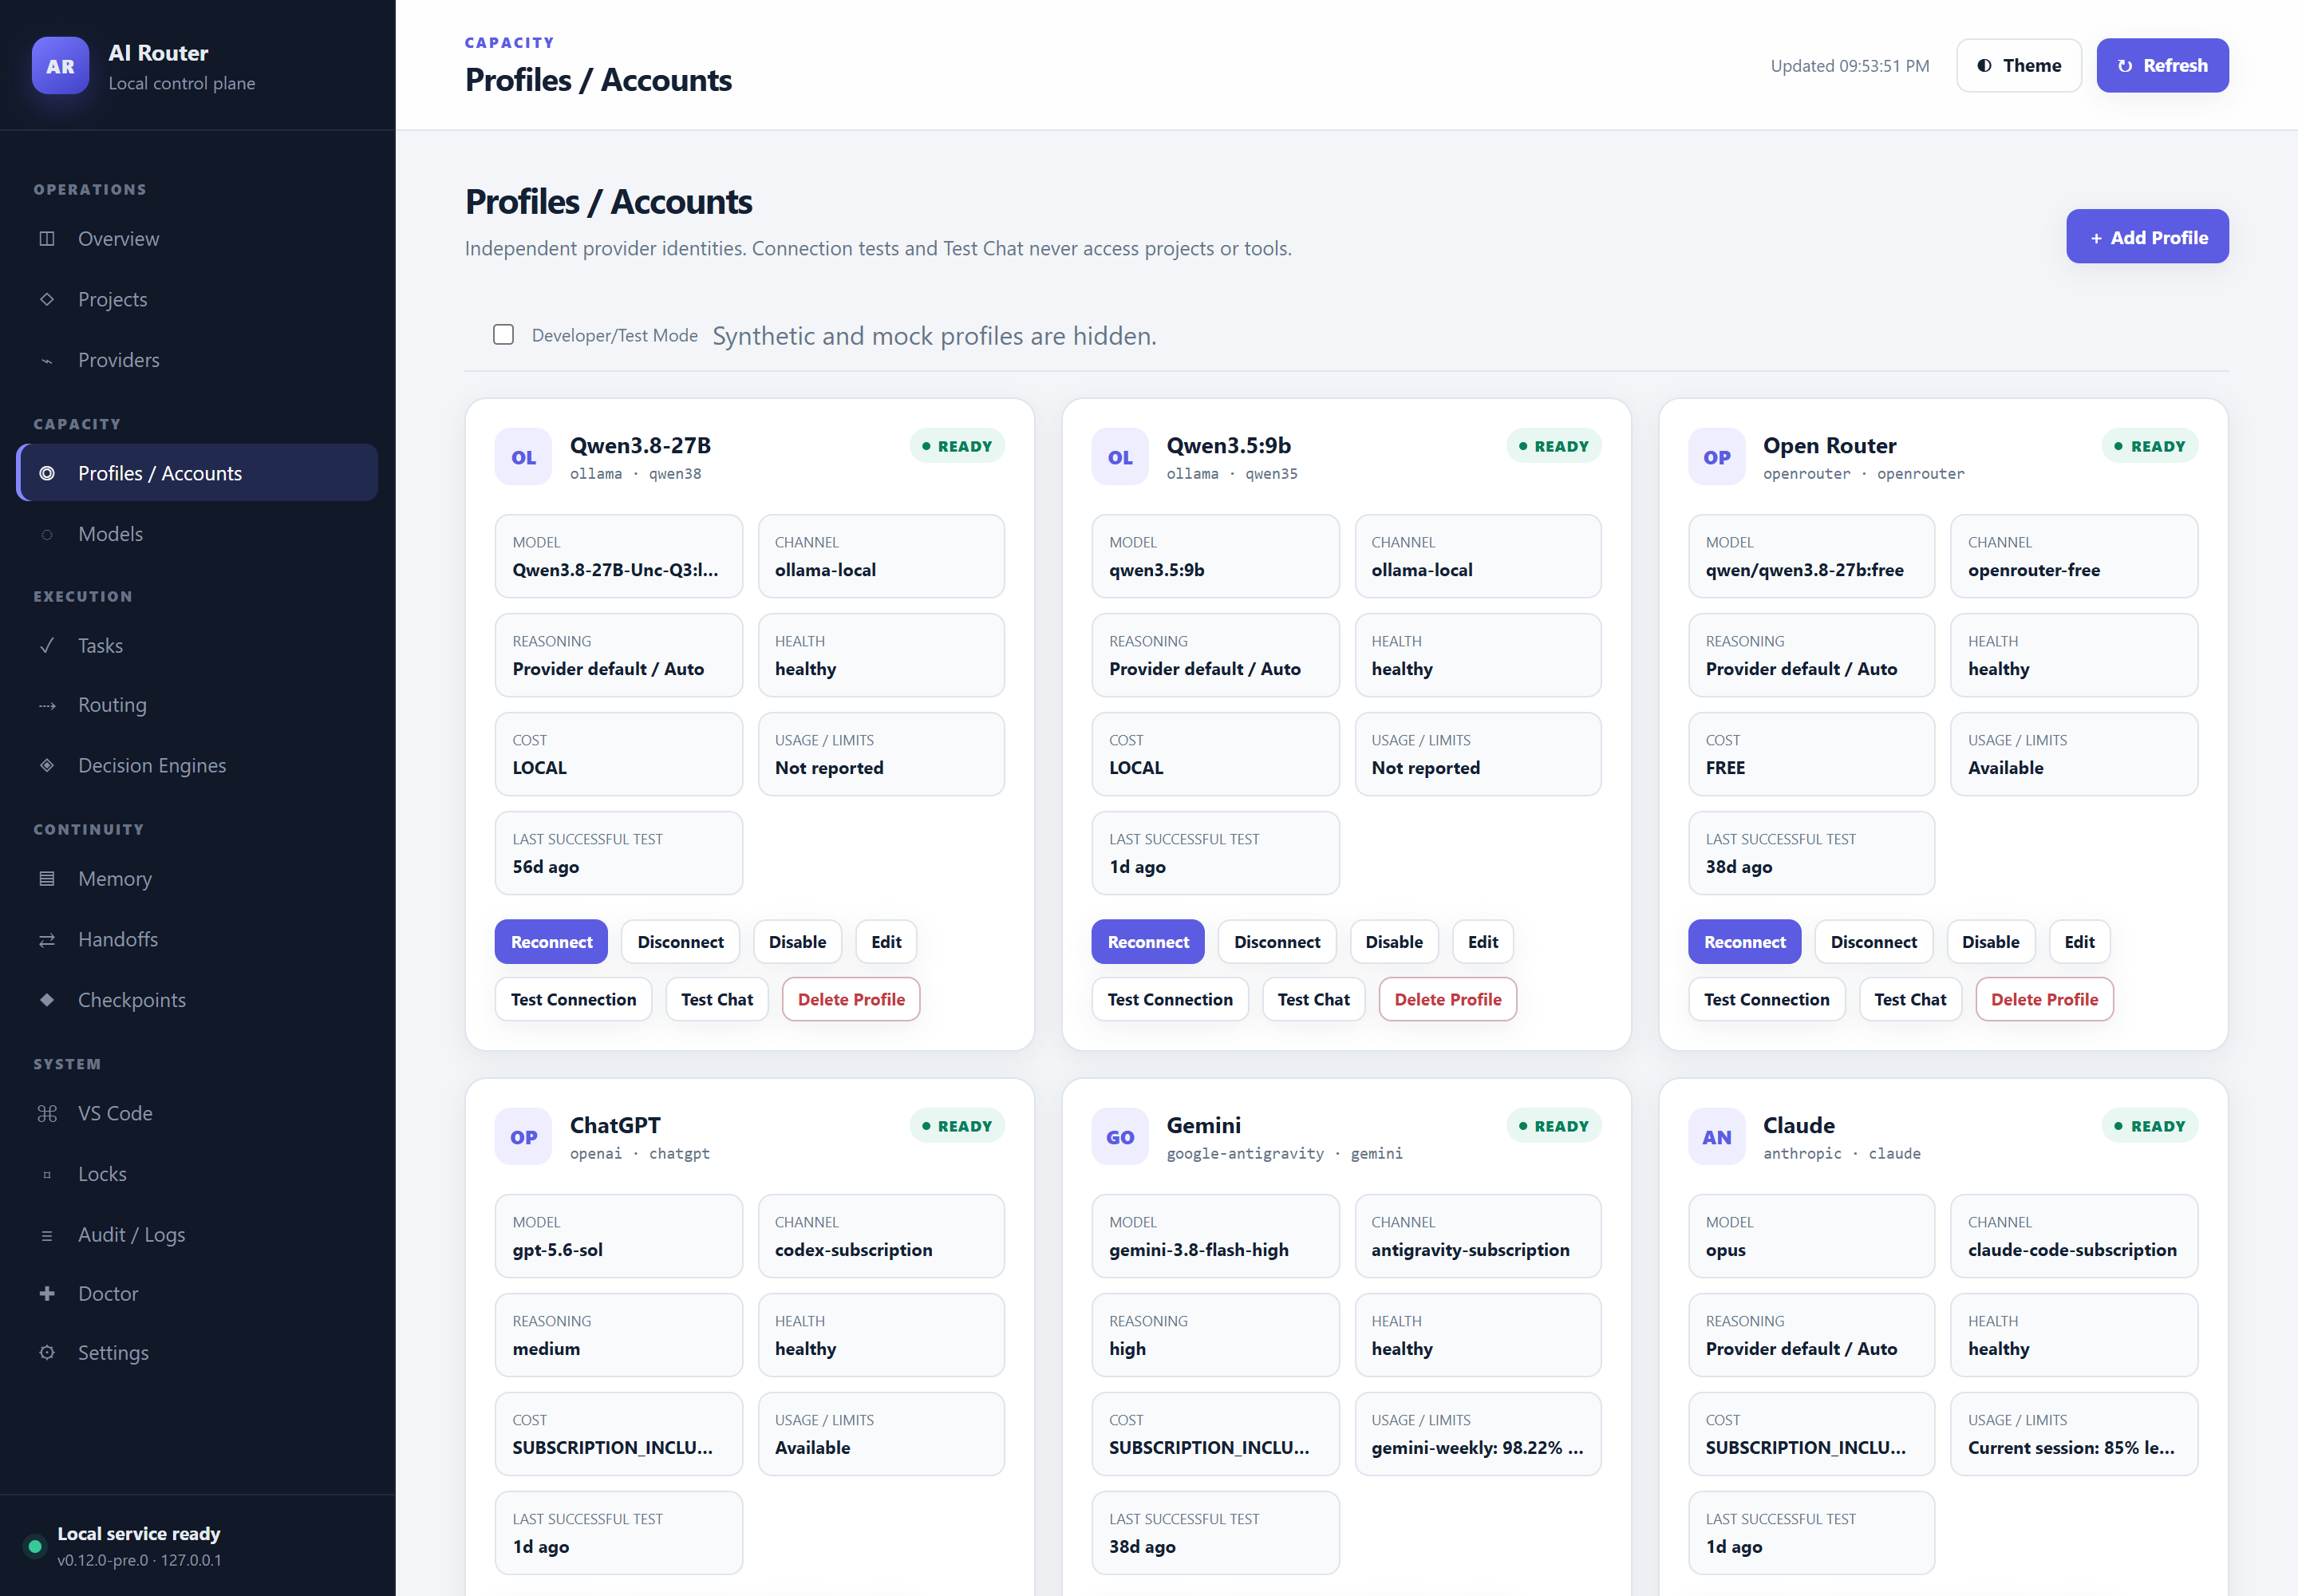 AR
AI Router
Local control plane
OPERATIONS
Overview
Projects
Providers
CAPACITY
Profiles / Accounts
Models
EXECUTION
Tasks
Routing
Decision Engines
CONTINUITY
Memory
Handoffs
Checkpoints
SYSTEM
VS Code
Locks
Audit / Logs
Doctor
Settings
Local service ready
v0.12.0-pre.0 · 127.0.0.1
CAPACITY
Profiles / Accounts
Updated 09:53:51 PM
Theme
Refresh
Profiles / Accounts
Independent provider identities. Connection tests and Test Chat never access projects or tools.
+ Add Profile
Developer/Test Mode Synthetic and mock profiles are hidden.
OL
Qwen3.8-27B
ollama · qwen38
READY
MODEL
Qwen3.8-27B-Unc-Q3:l...
CHANNEL
ollama-local
REASONING
Provider default / Auto
HEALTH
healthy
COST
LOCAL
USAGE / LIMITS
Not reported
LAST SUCCESSFUL TEST
56d ago
Reconnect
Disconnect
Disable
Edit
Test Connection
Test Chat
Delete Profile
OL
Qwen3.5:9b
ollama · qwen35
READY
MODEL
qwen3.5:9b
CHANNEL
ollama-local
REASONING
Provider default / Auto
HEALTH
healthy
COST
LOCAL
USAGE / LIMITS
Not reported
LAST SUCCESSFUL TEST
1d ago
Reconnect
Disconnect
Disable
Edit
Test Connection
Test Chat
Delete Profile
OP
Open Router
openrouter · openrouter
READY
MODEL
qwen/qwen3.8-27b:free
CHANNEL
openrouter-free
REASONING
Provider default / Auto
HEALTH
healthy
COST
FREE
USAGE / LIMITS
Available
LAST SUCCESSFUL TEST
38d ago
Reconnect
Disconnect
Disable
Edit
Test Connection
Test Chat
Delete Profile
OP
ChatGPT
openai · chatgpt
READY
MODEL
gpt-5.6-sol
CHANNEL
codex-subscription
REASONING
medium
HEALTH
healthy
COST
SUBSCRIPTION_INCLU...
USAGE / LIMITS
Available
LAST SUCCESSFUL TEST
1d ago
GO
Gemini
google-antigravity · gemini
READY
MODEL
gemini-3.8-flash-high
CHANNEL
antigravity-subscription
REASONING
high
HEALTH
healthy
COST
SUBSCRIPTION_INCLU...
USAGE / LIMITS
gemini-weekly: 98.22% ...
LAST SUCCESSFUL TEST
38d ago
AN
Claude
anthropic · claude
READY
MODEL
opus
CHANNEL
claude-code-subscription
REASONING
Provider default / Auto
HEALTH
healthy
COST
SUBSCRIPTION_INCLU...
USAGE / LIMITS
Current session: 85% le...
LAST SUCCESSFUL TEST
1d ago